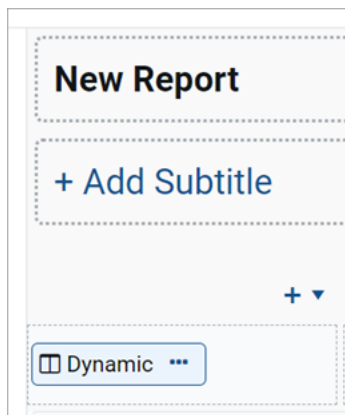 New Report
+ Add Subtitle
+
Dynamic ...